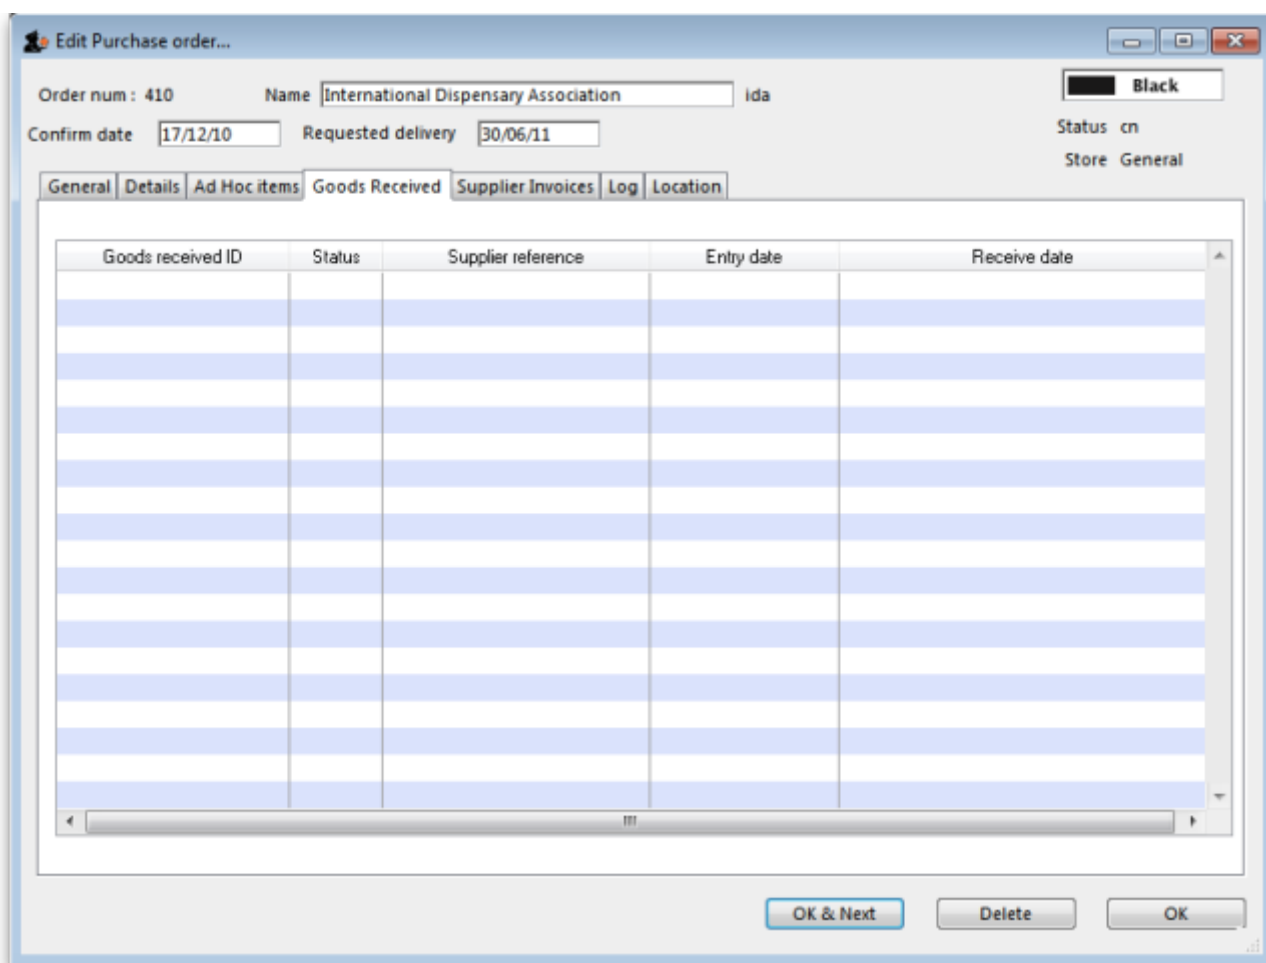 Edit Purchase order...
Order num : 410 Name International Dispensary Association ida Black
Confirm date 17/12/10 Requested delivery 30/06/11 Status cn
Store General
General Details Ad Hoc items Goods Received Supplier Invoices Log Location
Goods received ID Status Supplier reference Entry date Receive date
OK & Next Delete OK